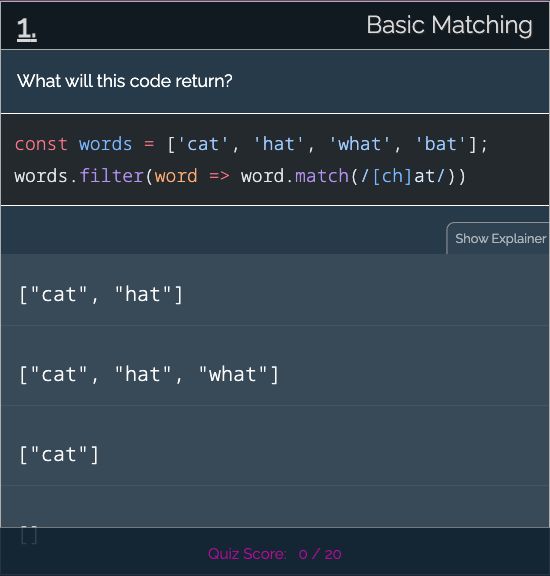 1.
Basic Matching
What will this code return?
const words = ['cat', 'hat', 'what', 'bat'];
words.filter(word => word.match(/[ch]at/))
Show Explainer
["cat", "hat"]
["cat", "hat", "what"]
["cat"]
[]
Quiz Score: 0 / 20